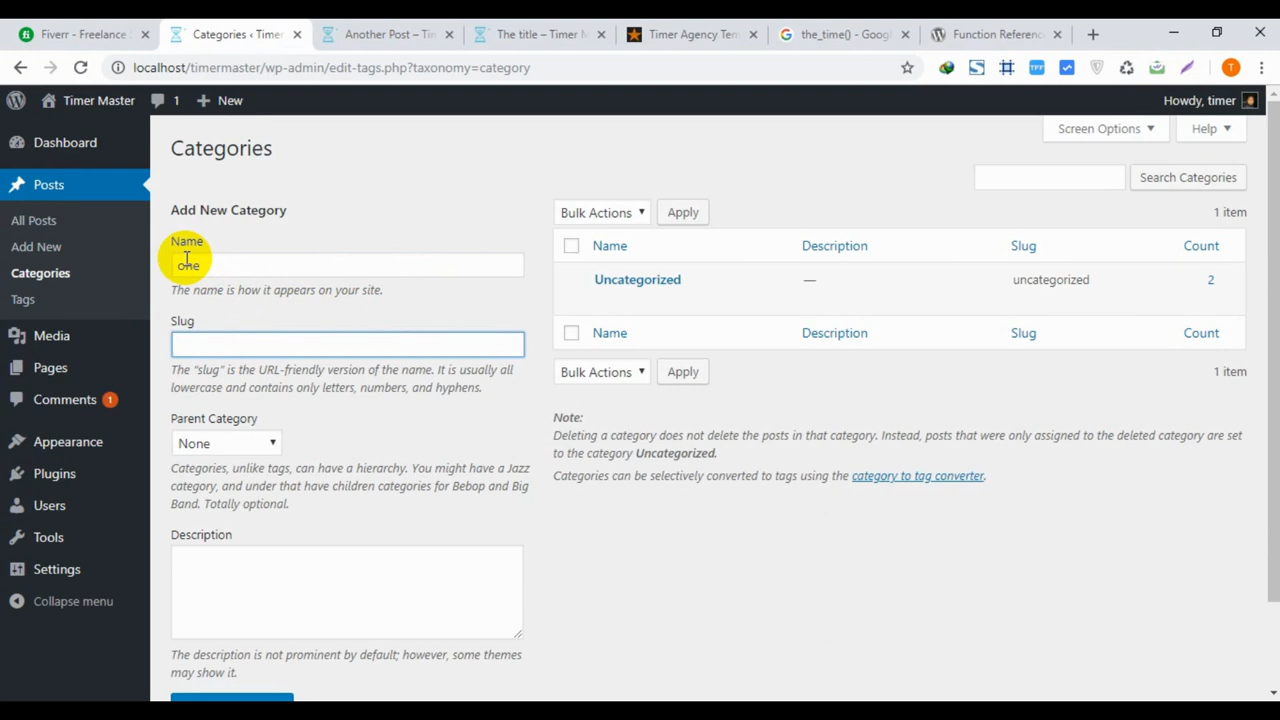 Fiverr - Freelance
Categories ‹ Timer
Another Post – Tim
The title – Timer M
Timer Agency Tem
the_time() - Googl
Function Referenc
localhost/timermaster/wp-admin/edit-tags.php?taxonomy=category
TFF
T
Timer Master
1
New
Howdy, timer
Dashboard
Posts
All Posts
Add New
Categories
Tags
Media
Pages
Comments 1
Appearance
Plugins
Users
Tools
Settings
Collapse menu
Screen Options
Help
Categories
Search Categories
Add New Category
Name
one
The name is how it appears on your site.
Slug
The “slug” is the URL-friendly version of the name. It is usually all
lowercase and contains only letters, numbers, and hyphens.
Parent Category
None
Categories, unlike tags, can have a hierarchy. You might have a Jazz
category, and under that have children categories for Bebop and Big
Band. Totally optional.
Description
The description is not prominent by default; however, some themes
may show it.
Bulk Actions
Apply
1 item
Name Description Slug Count
Uncategorized — uncategorized 2
Name Description Slug Count
Bulk Actions
Apply
1 item
Note:
Deleting a category does not delete the posts in that category. Instead, posts that were only assigned to the deleted category are set
to the category Uncategorized.
Categories can be selectively converted to tags using the category to tag converter.